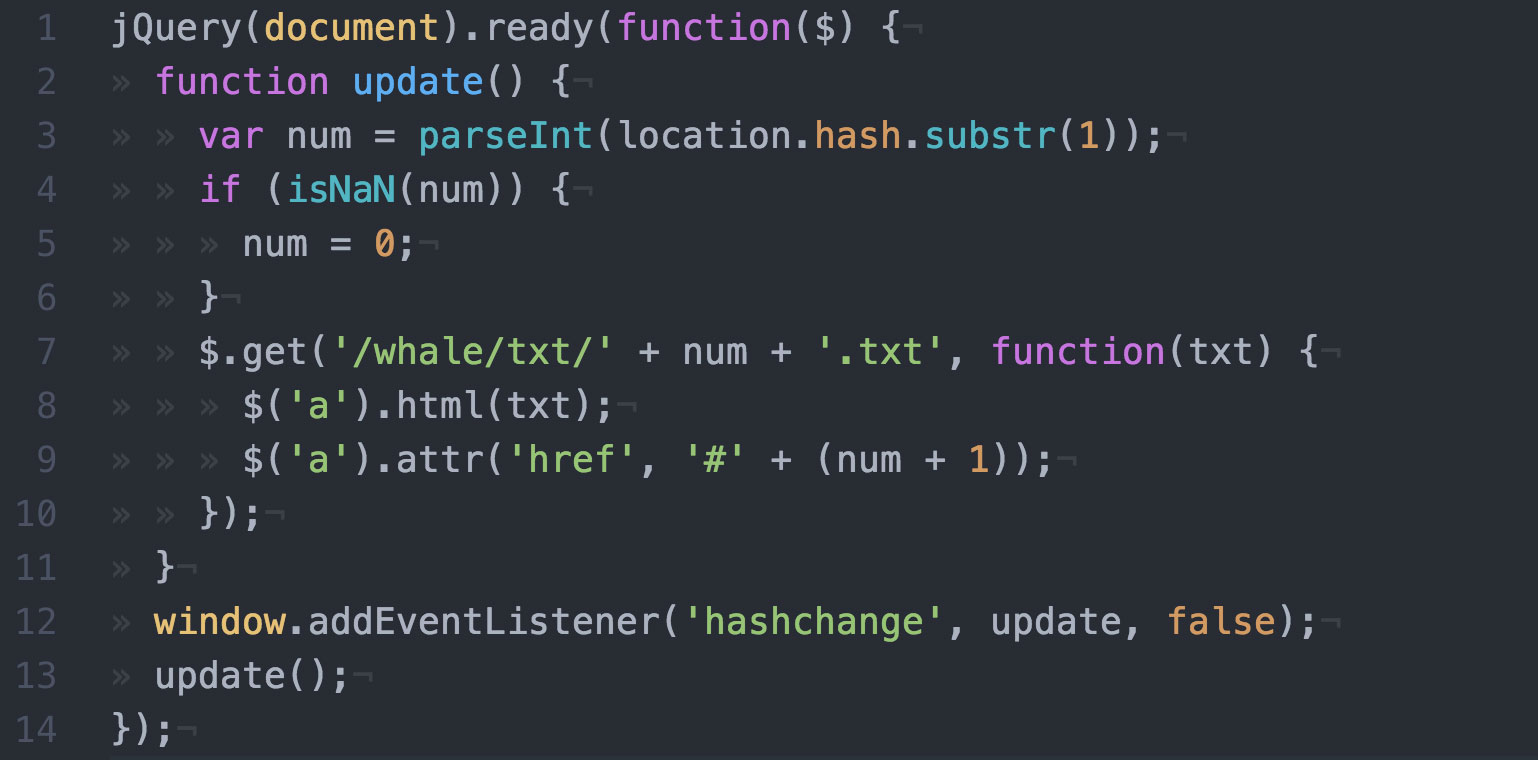 1 jQuery(document).ready(function($) {¬
2 » function update() {¬
3 » » var num = parseInt(location.hash.substr(1));¬
4 » » if (isNaN(num)) {¬
5 » » » num = 0;¬
6 » » }¬
7 » » $.get('/whale/txt/' + num + '.txt', function(txt) {¬
8 » » » $('a').html(txt);¬
9 » » » $('a').attr('href', '#' + (num + 1));¬
10 » » });¬
11 » }¬
12 » window.addEventListener('hashchange', update, false);¬
13 » update();¬
14 });¬